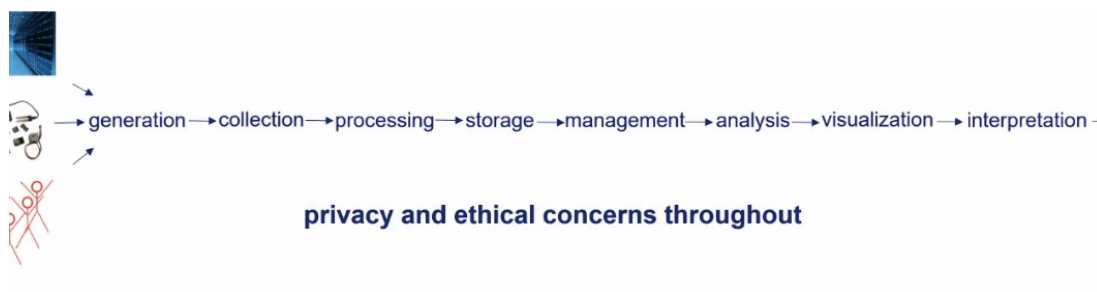 generation collection processing storage management analysis visualization interpretation
privacy and ethical concerns throughout